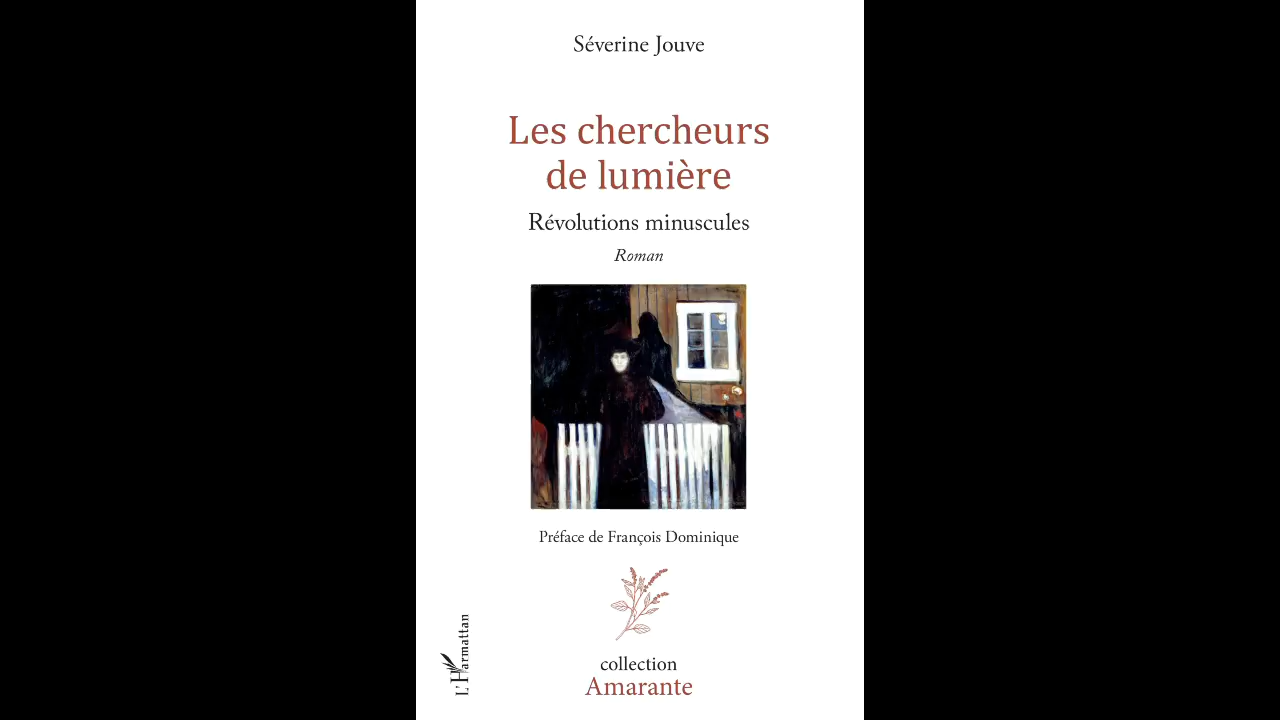 Séverine Jouve
Les chercheurs
de lumière
Révolutions minuscules
Roman
Préface de François Dominique
L'Harmattan
collection
Amarante